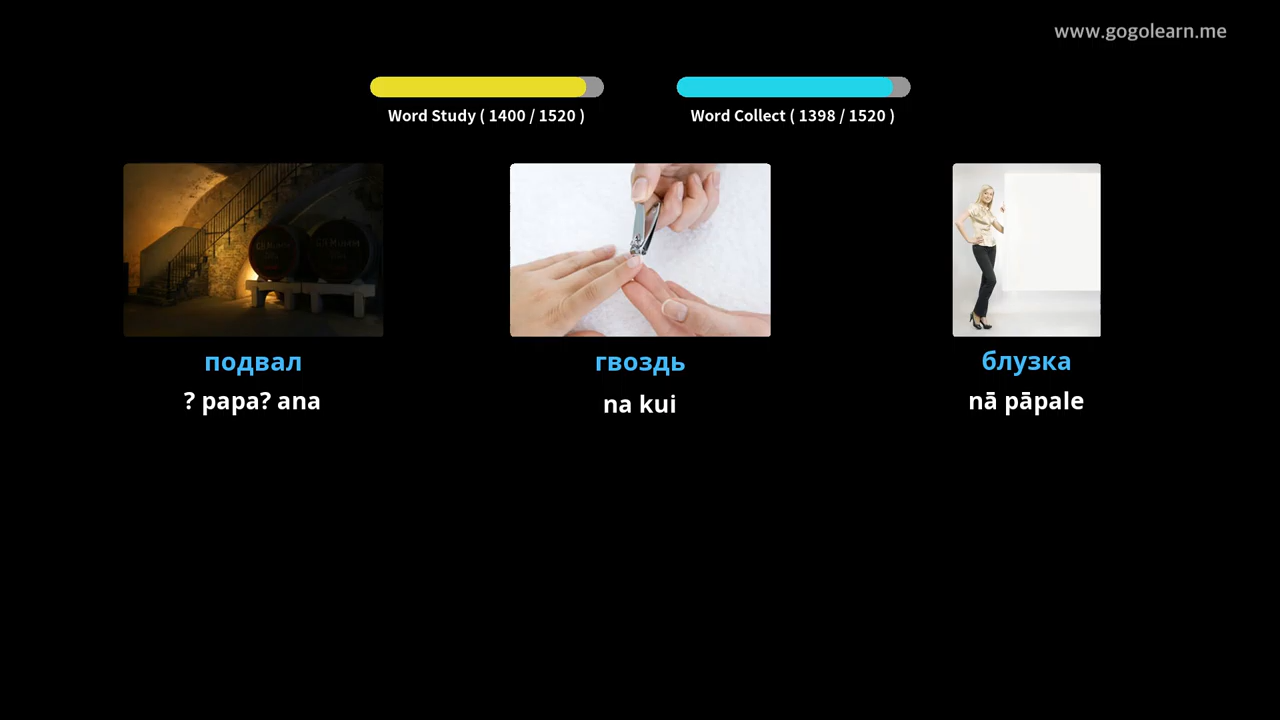 www.gogolearn.me
Word Study ( 1400 / 1520 )
Word Collect ( 1398 / 1520 )
подвал
гвоздь
блузка
? papa? ana
na kui
nā pāpale